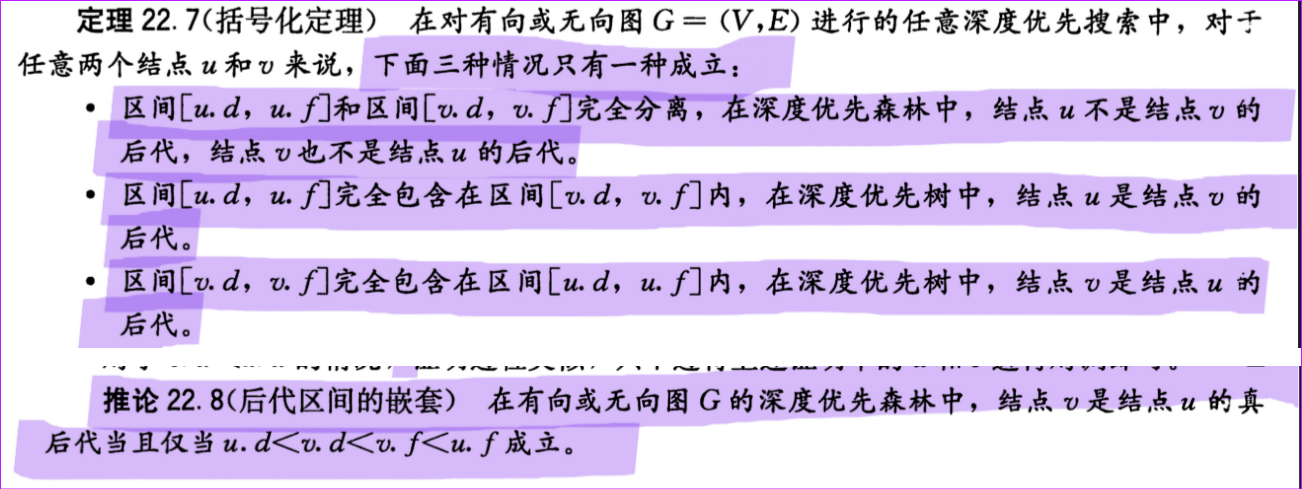 定理 22.7(括号化定理) 在对有向或无向图 G = (V,E) 进行的任意深度优先搜索中，对于
任意两个结点 u 和 v 来说，下面三种情况只有一种成立：
• 区间[u.d, u.f]和区间[v.d, v.f]完全分离，在深度优先森林中，结点 u 不是结点 v 的
后代，结点 v 也不是结点 u 的后代。
• 区间[u.d, u.f]完全包含在区间[v.d, v.f]内，在深度优先树中，结点 u 是结点 v 的
后代。
• 区间[v.d, v.f]完全包含在区间[u.d, u.f]内，在深度优先树中，结点 v 是结点 u 的
后代。
推论 22.8(后代区间的嵌套) 在有向或无向图 G 的深度优先森林中，结点 v 是结点 u 的真
后代当且仅当 u.d<v.d<v.f<u.f 成立。